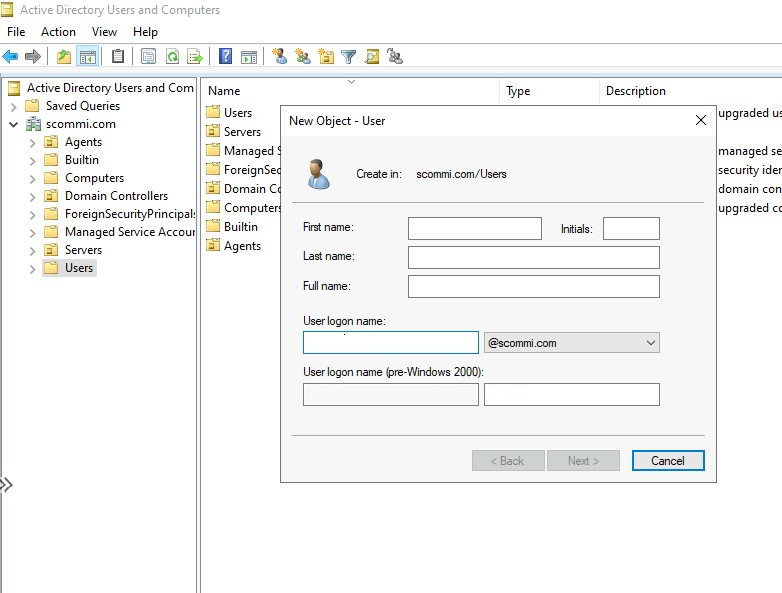 Active Directory Users and Computers
File Action View Help
Active Directory Users and Com
Saved Queries
scommi.com
Agents
Builtin
Computers
Domain Controllers
ForeignSecurityPrincipals
Managed Service Accour
Servers
Users
Name Type Description
Users upgraded us
Servers
Managed S managed se
ForeignSec security iden
Domain Co domain con
Computers upgraded co
Builtin
Agents
New Object - User
Create in: scommi.com/Users
First name: Initials:
Last name:
Full name:
User logon name:
@scommi.com
User logon name (pre-Windows 2000):
< Back Next > Cancel